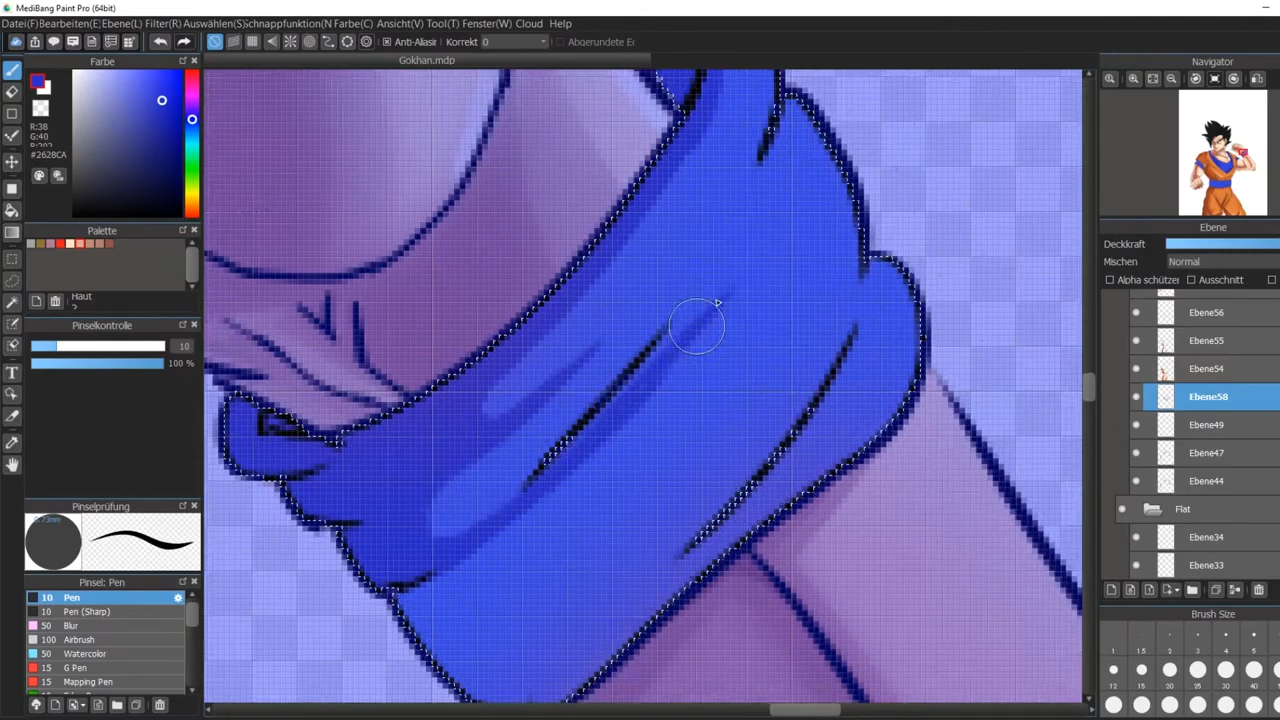 MediBang Paint Pro (64bit)
Datei(F)Bearbeiten(E)Ebene(L) Filter(R) Auswählen(S)Schnappfunktion(N Farbe(C) Ansicht(V) Tool(T) Fenster(W) Cloud Help
Anti-Aliasir Korrekt 0 Abgerundete Er
Farbe
Gokhan.mdp
Navigator
R:38
G:40
B:202
#2628CA
Palette
Haut
2
Pinselkontrolle
10
100 %
Pinselprüfung
Pinsel: Pen
10 Pen
10 Pen (Sharp)
50 Blur
100 Airbrush
50 Watercolor
15 G Pen
15 Mapping Pen
Ebene
Deckkraft
Mischen Normal
Alpha schützen Ausschnitt
Ebene56
Ebene55
Ebene54
Ebene58
Ebene49
Ebene47
Ebene44
Flat
Ebene34
Ebene33
Brush Size
1 1.5 2 3 4 5
12 15 20 25 30 40